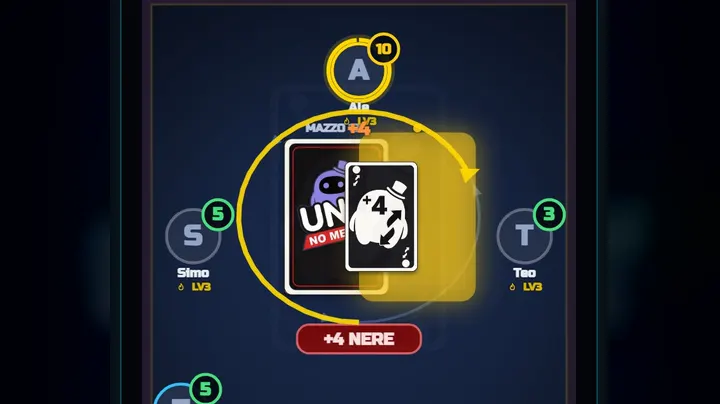 10
A
Ale
LV3
MAZZO +4
UN
NO ME
+4
5
S
Simo
LV3
3
T
Teo
LV3
+4 NERE
5